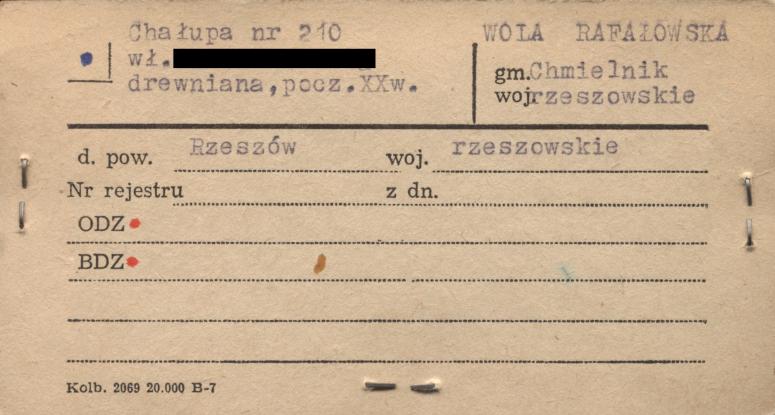 Chałupa nr 210
wł.
drewniana,pocz.XXw.
WOLA RAFAŁOWSKA
gm.Chmielnik
woj.rzeszowskie
d. pow. Rzeszów woj. rzeszowskie
Nr rejestru z dn.
ODZ
BDZ
Kolb. 2069 20.000 B-7